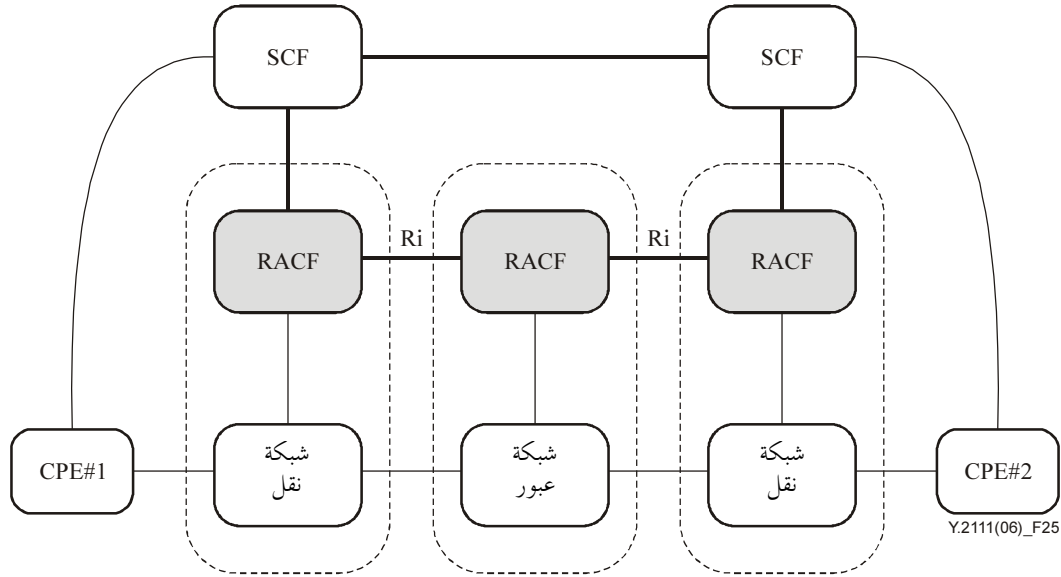 SCF
SCF
RACF
Ri
RACF
Ri
RACF
CPE#1
شبكة
نقل
شبكة
عبور
شبكة
نقل
CPE#2
Y.2111(06)_F25